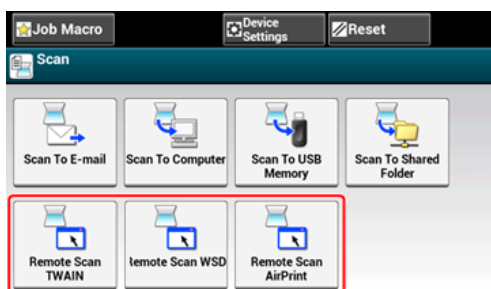 Job Macro
Device
Settings
Reset
Scan
Scan To E-mail
Scan To Computer
Scan To USB
Memory
Scan To Shared
Folder
Remote Scan
TWAIN
emote Scan WSD
Remote Scan
AirPrint